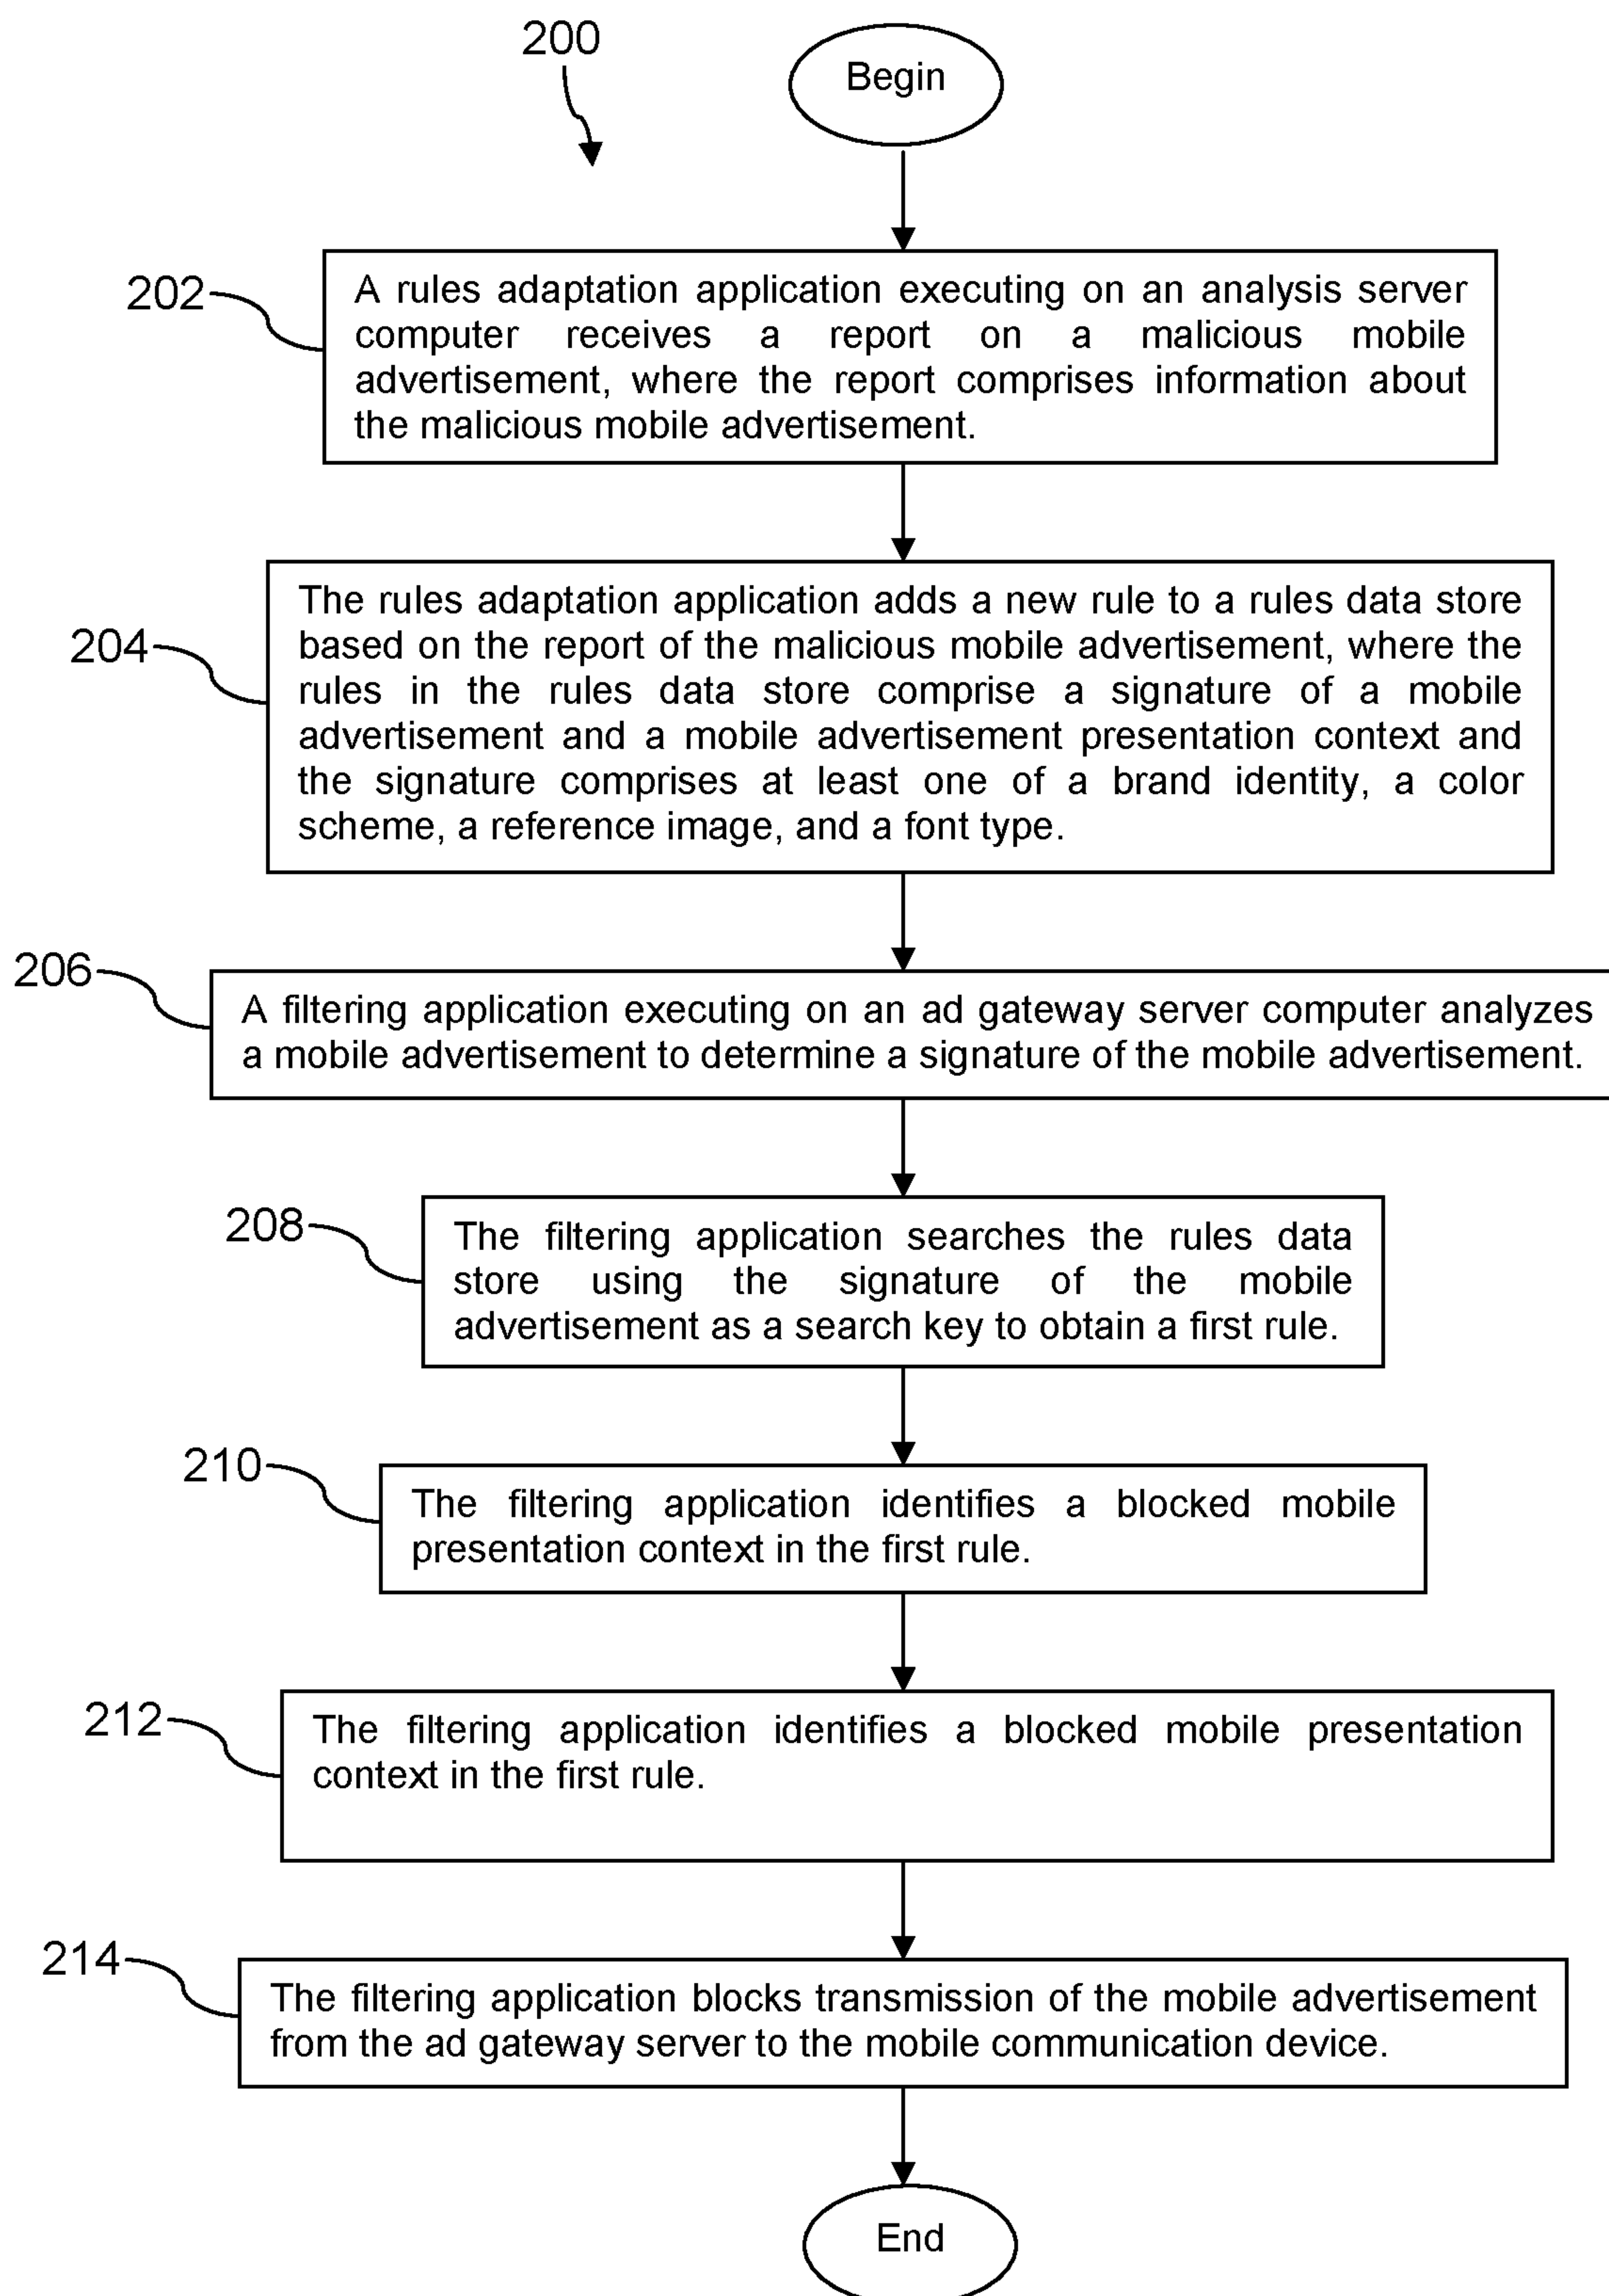 200
Begin
202
A rules adaptation application executing on an analysis server
computer receives a report on a malicious mobile
advertisement, where the report comprises information about
the malicious mobile advertisement.
204
The rules adaptation application adds a new rule to a rules data store
based on the report of the malicious mobile advertisement, where the
rules in the rules data store comprise a signature of a mobile
advertisement and a mobile advertisement presentation context and
the signature comprises at least one of a brand identity, a color
scheme, a reference image, and a font type.
206
A filtering application executing on an ad gateway server computer analyzes
a mobile advertisement to determine a signature of the mobile advertisement.
208
The filtering application searches the rules data
store using the signature of the mobile
advertisement as a search key to obtain a first rule.
210
The filtering application identifies a blocked mobile
presentation context in the first rule.
212
The filtering application identifies a blocked mobile presentation
context in the first rule.
214
The filtering application blocks transmission of the mobile advertisement
from the ad gateway server to the mobile communication device.
End